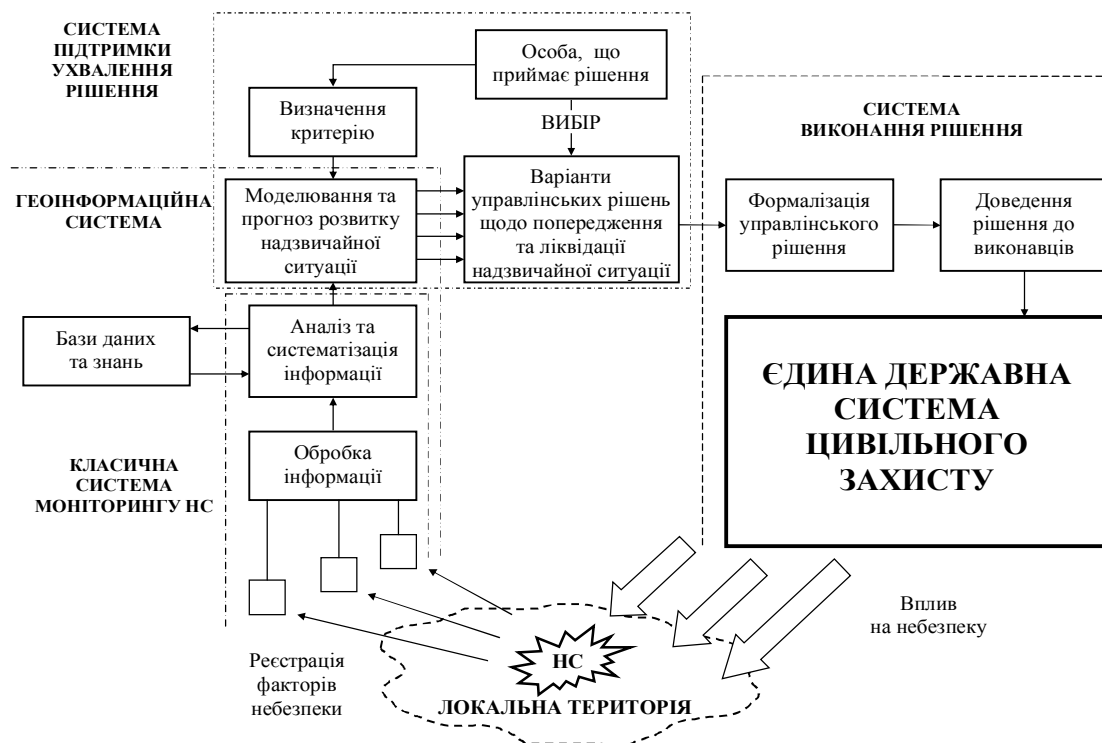 СИСТЕМА
ПІДТРИМКИ
УХВАЛЕННЯ
РІШЕННЯ
Особа, що
приймає рішення
Визначення
критерію
ВИБІР
СИСТЕМА
ВИКОНАННЯ РІШЕННЯ
ГЕОІНФОРМАЦІЙНА
СИСТЕМА
Моделювання та
прогноз розвитку
надзвичайної
ситуації
Варіанти
управлінських рішень
щодо попередження
та ліквідації
надзвичайної ситуації
Формалізація
управлінського
рішення
Доведення
рішення до
виконавців
Бази даних
та знань
Аналіз та
систематізація
інформації
ЄДИНА ДЕРЖАВНА
СИСТЕМА
ЦИВІЛЬНОГО
ЗАХИСТУ
КЛАСИЧНА
СИСТЕМА
МОНІТОРИНГУ НС
Обробка
інформації
Вплив
на небезпеку
Реєстрація
факторів
небезпеки
НС
ЛОКАЛЬНА ТЕРИТОРІЯ